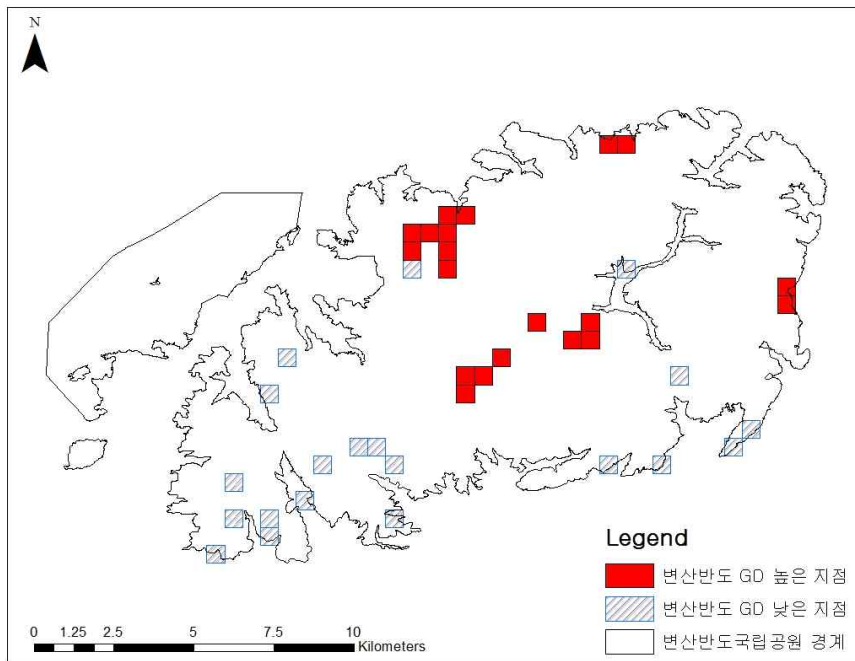 N
Legend
변산반도 GD 높은 지점
변산반도 GD 낮은 지점
변산반도국립공원 경계
0 1.25 2.5 5 7.5 10
Kilometers